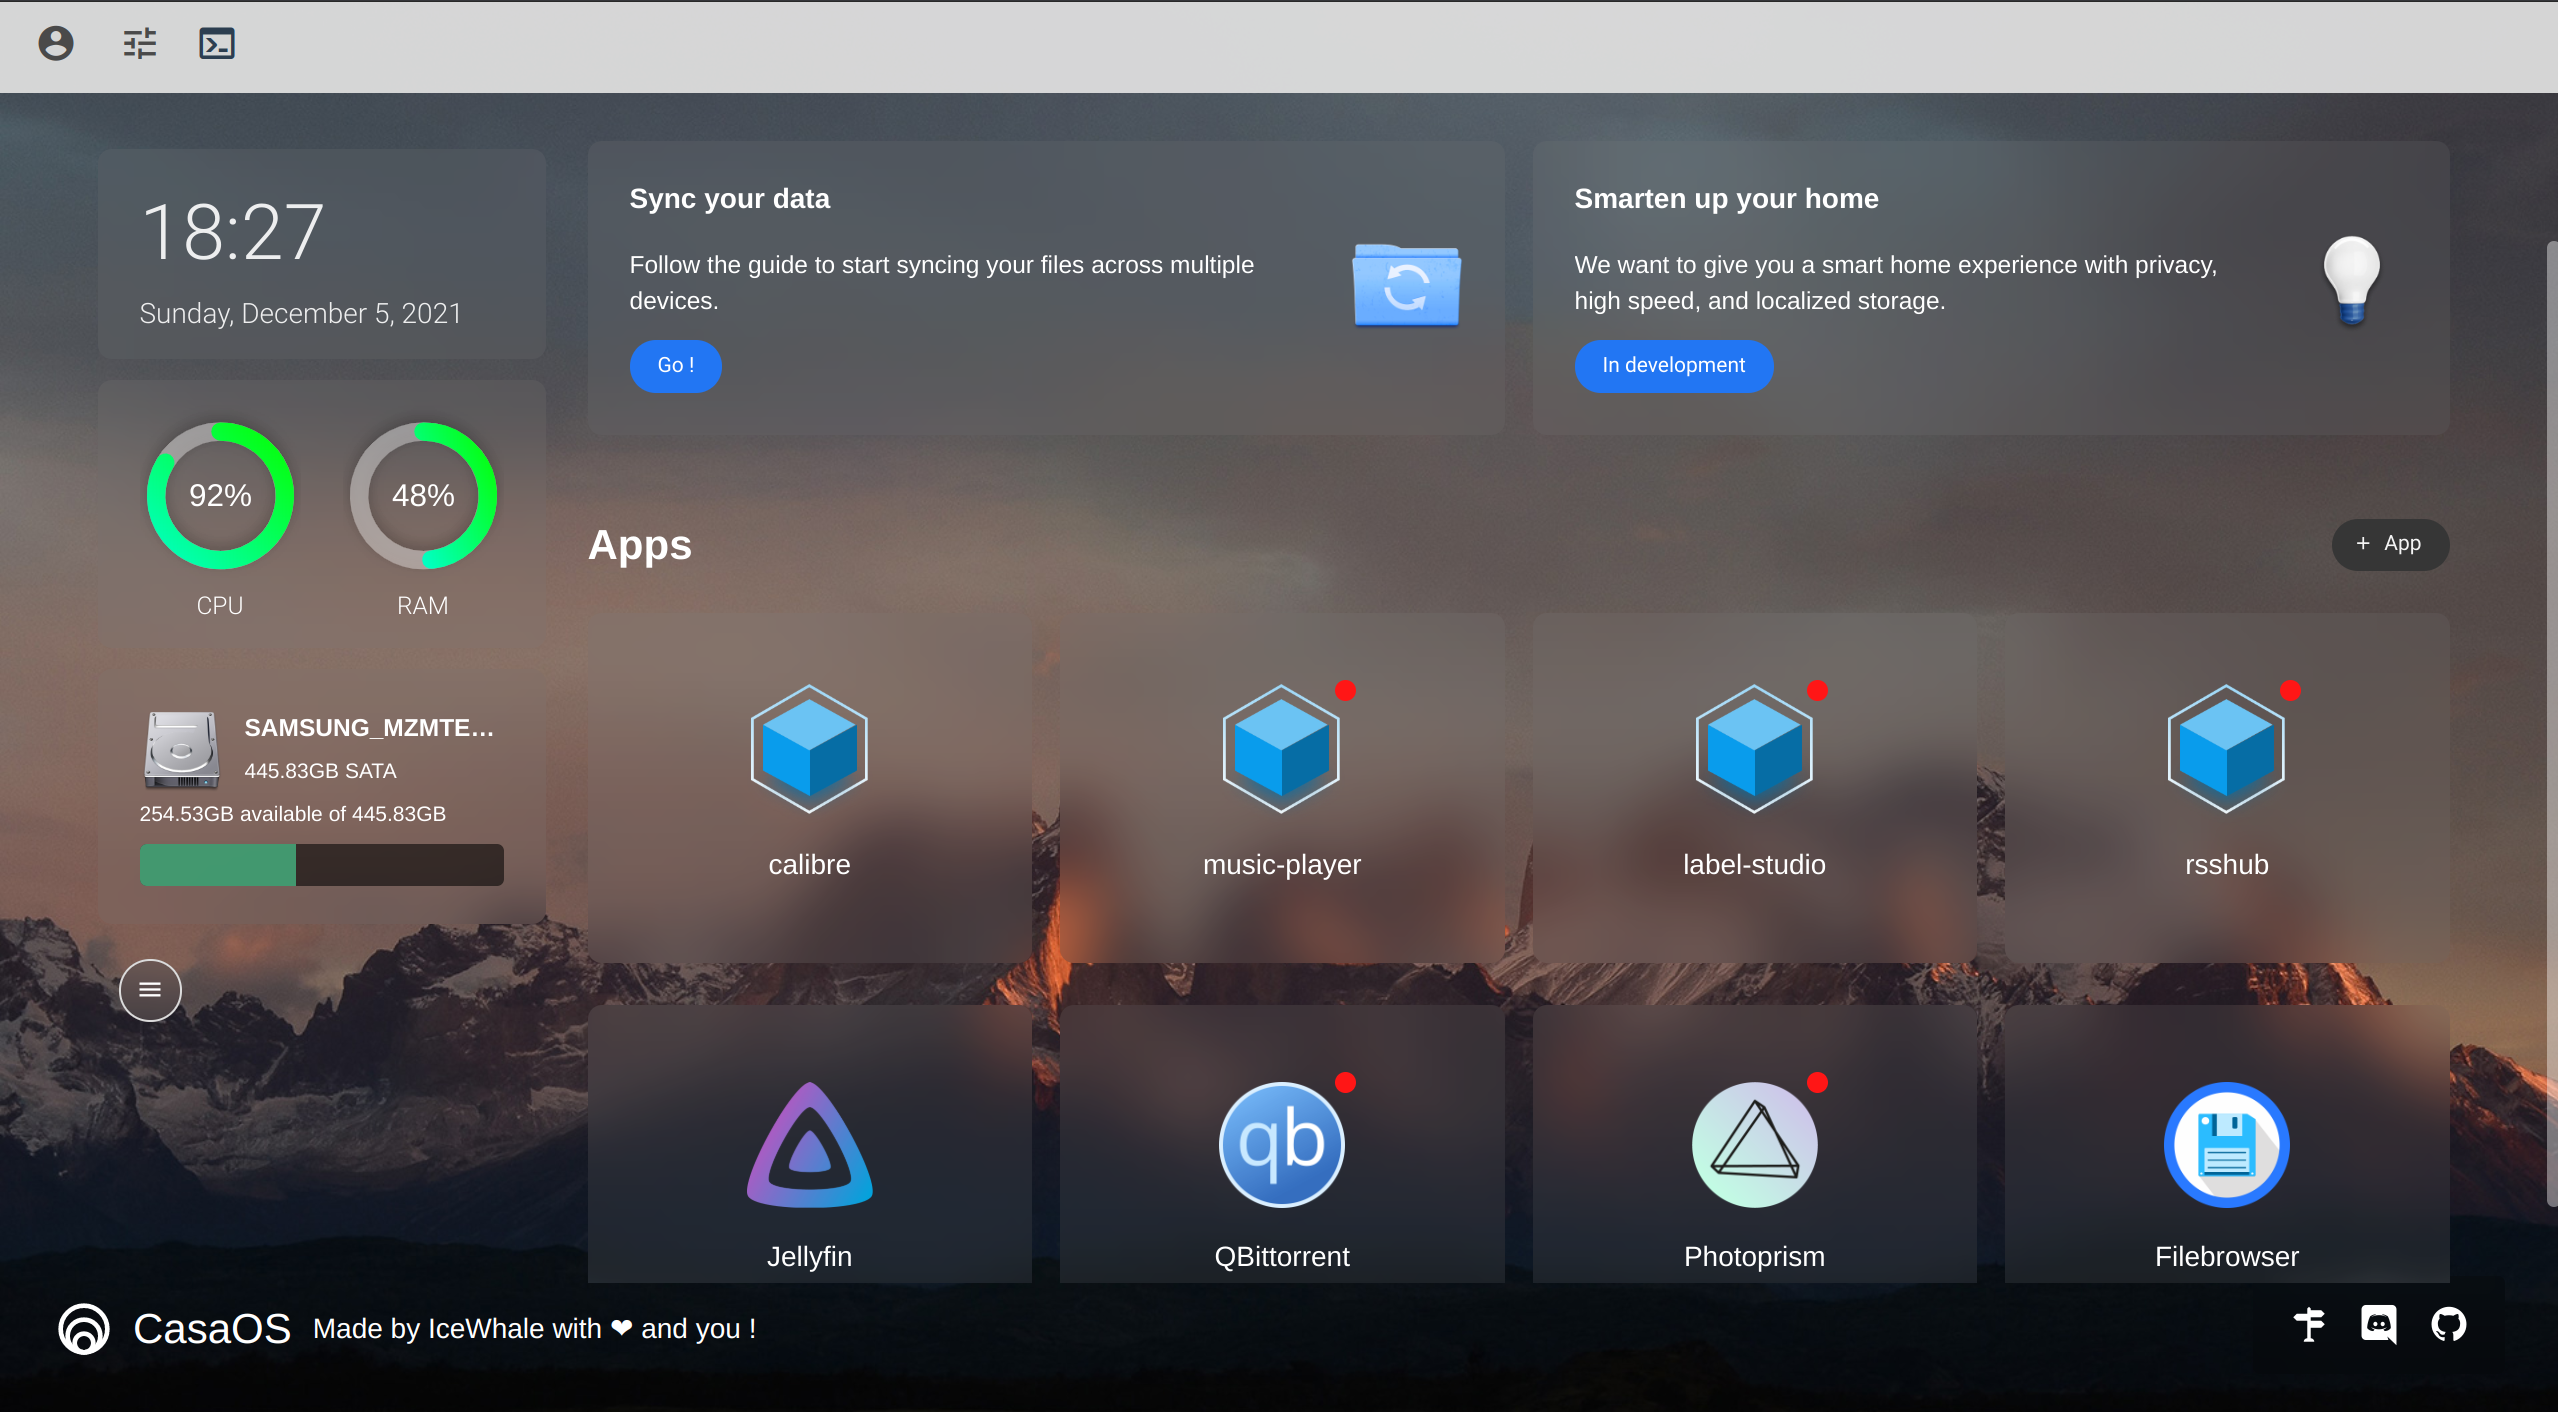 18:27
Sunday, December 5, 2021
92%
48%
CPU
RAM
SAMSUNG_MZMTE...
445.83GB SATA
254.53GB available of 445.83GB
Sync your data
Follow the guide to start syncing your files across multiple
devices.
Go !
Smarten up your home
We want to give you a smart home experience with privacy,
high speed, and localized storage.
In development
Apps
+ App
calibre
music-player
label-studio
rsshub
qb
Jellyfin
QBittorrent
Photoprism
Filebrowser
CasaOS Made by IceWhale with ❤ and you !